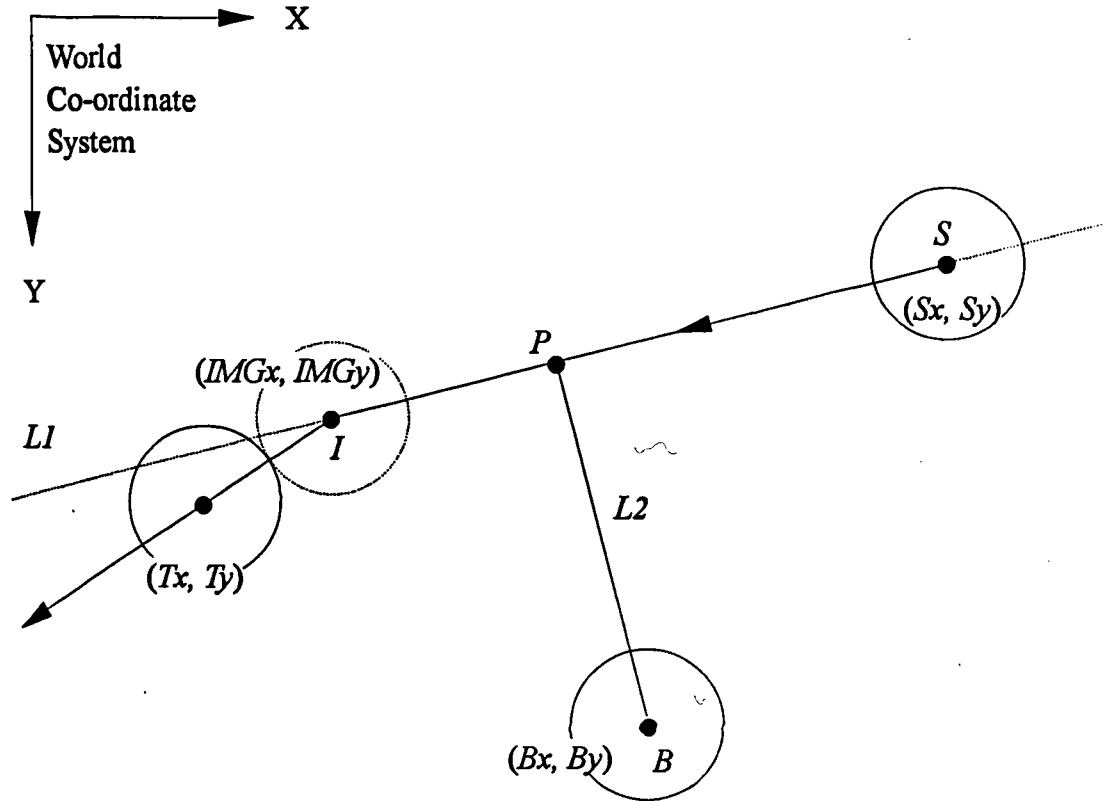 X
World
Co-ordinate
System
Y
S
(Sx, Sy)
P
(IMGx, IMGy)
L1
I
L2
(Tx, Ty)
(Bx, By)
B